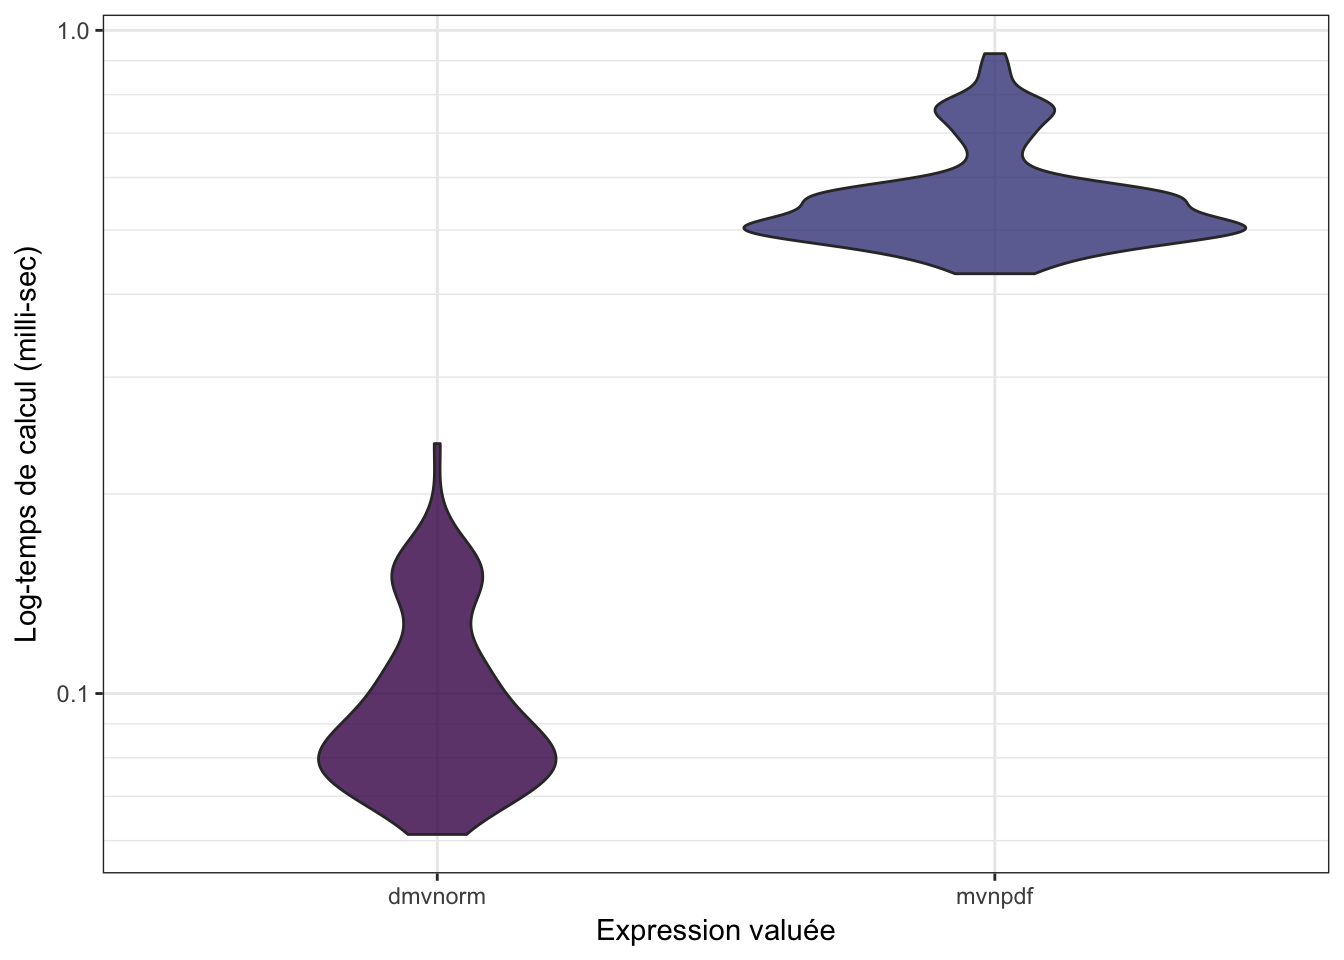 1.0
0.1
Log-temps de calcul (milli-sec)
dmvnorm
mvnpdf
Expression valuée